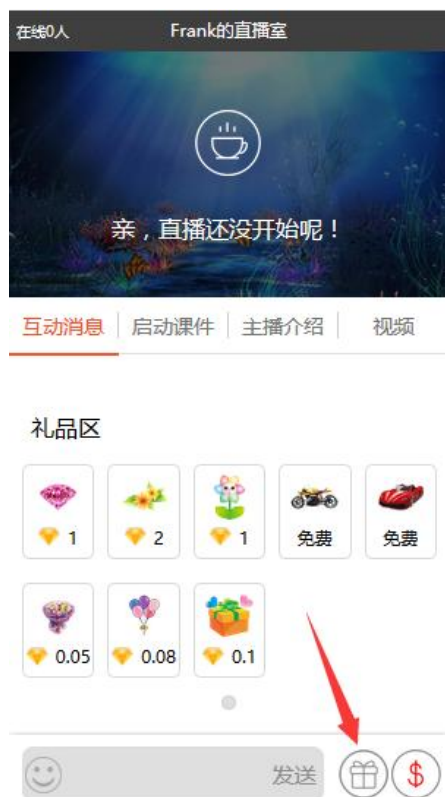 在线0人 Frank的直播室
亲，直播还没开始呢！
互动消息 启动课件 主播介绍 视频
礼品区
1 2 1 免费 免费
0.05 0.08 0.1
发送 $